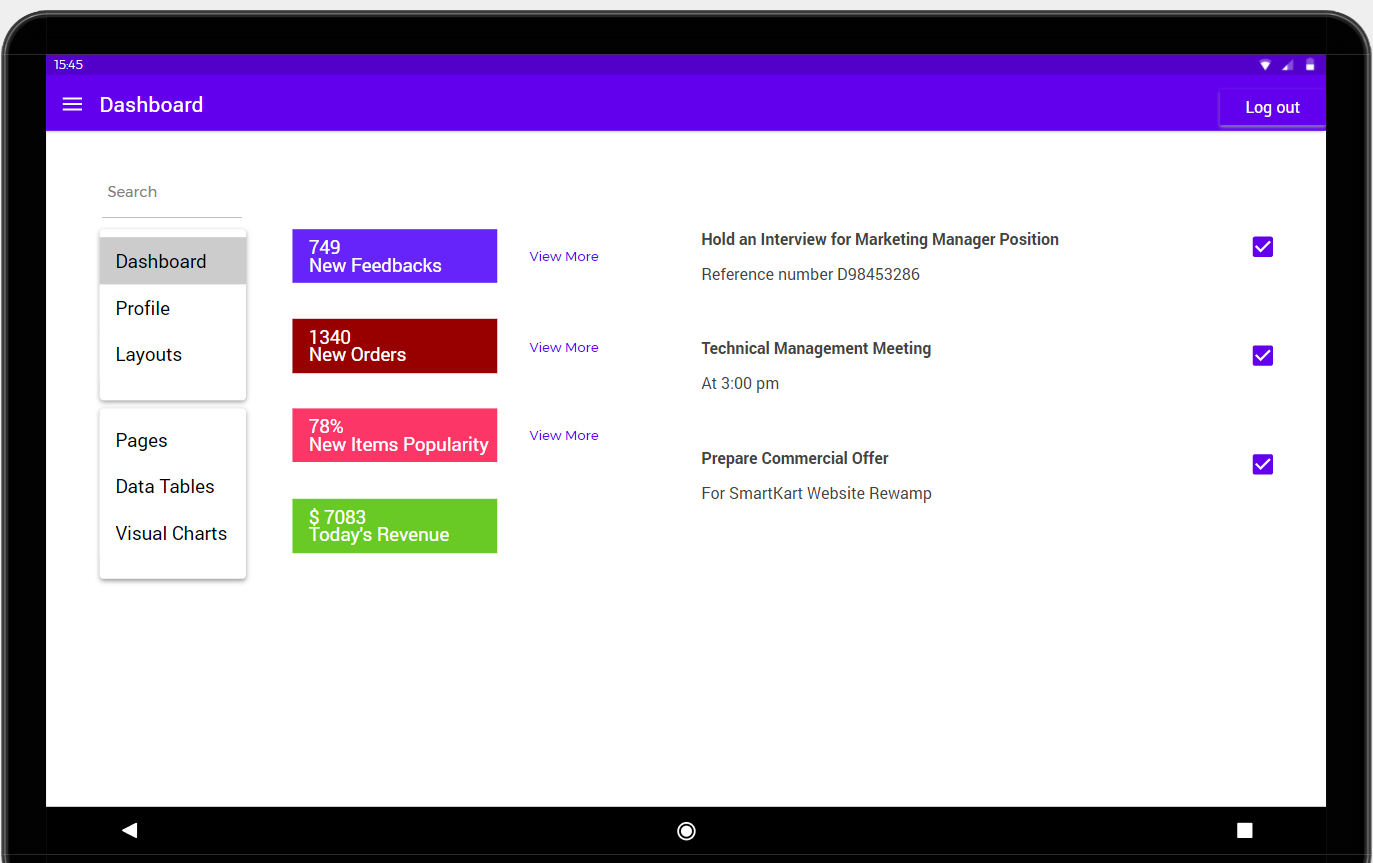 15:45
Dashboard
Log out
Search
Dashboard
Profile
Layouts
Pages
Data Tables
Visual Charts
749
New Feedbacks
View More
1340
New Orders
View More
78%
New Items Popularity
View More
$ 7083
Today's Revenue
Hold an Interview for Marketing Manager Position
Reference number D98453286
Technical Management Meeting
At 3:00 pm
Prepare Commercial Offer
For SmartKart Website Rewamp